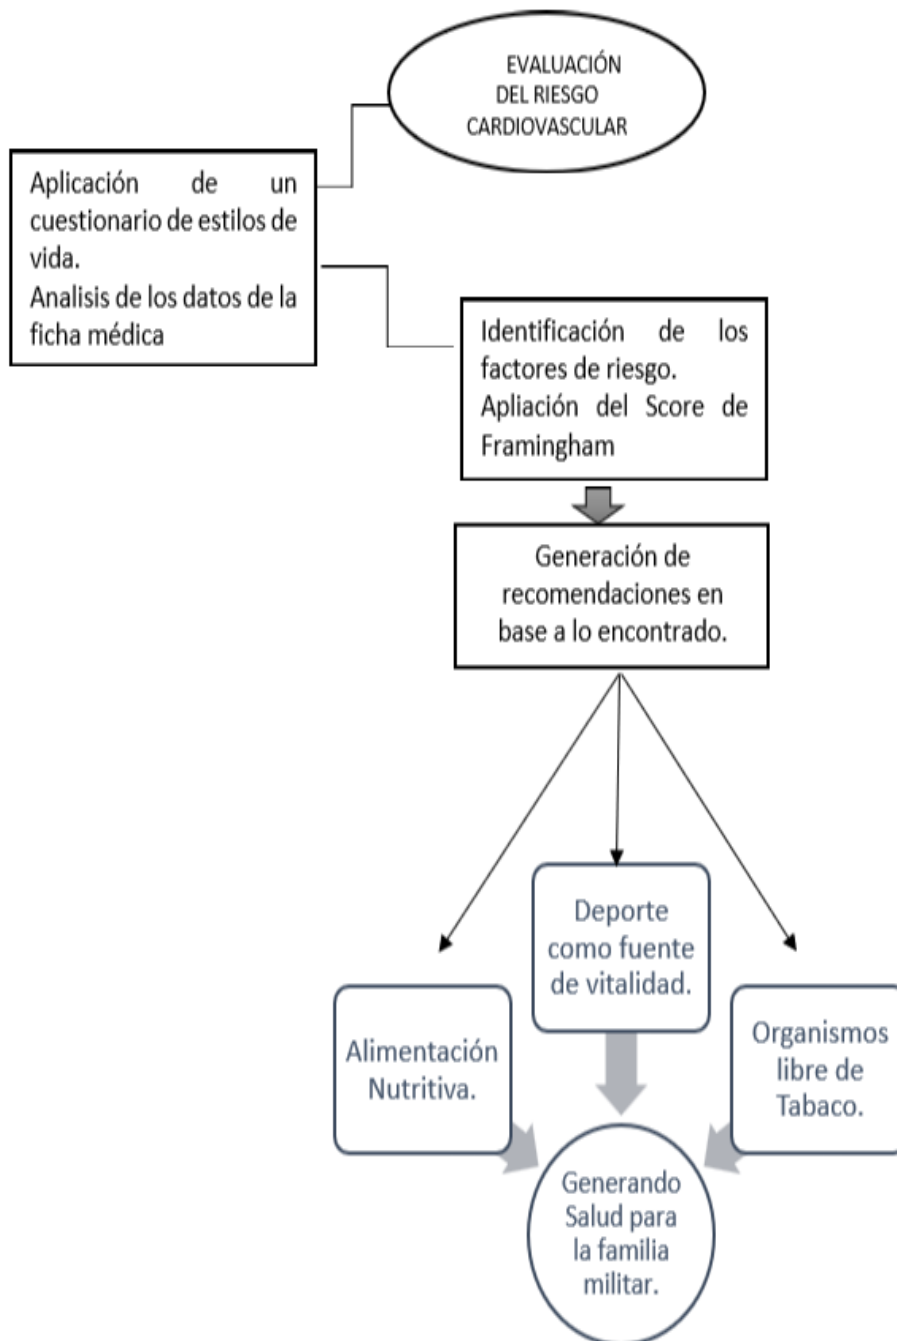 EVALUACIÓN
DEL RIESGO
CARDIOVASCULAR
Aplicación de un
cuestionario de estilos de
vida.
Analisis de los datos de la
ficha médica
Identificación de los
factores de riesgo.
Apliación del Score de
Framingham
Generación de
recomendaciones en
base a lo encontrado.
Deporte
como fuente
de vitalidad.
Alimentación
Nutritiva.
Organismos
libre de
Tabaco.
Generando
Salud para
la familia
militar.